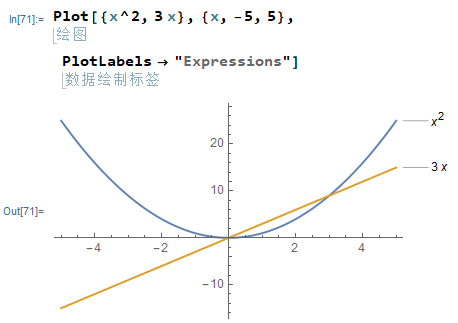 In[71]:= Plot[{x^2, 3 x}, {x, -5, 5},
绘图
PlotLabels → "Expressions"]
数据绘制标签
x²
20
3 x
10
Out[71]=
-4 -2 2 4
-10